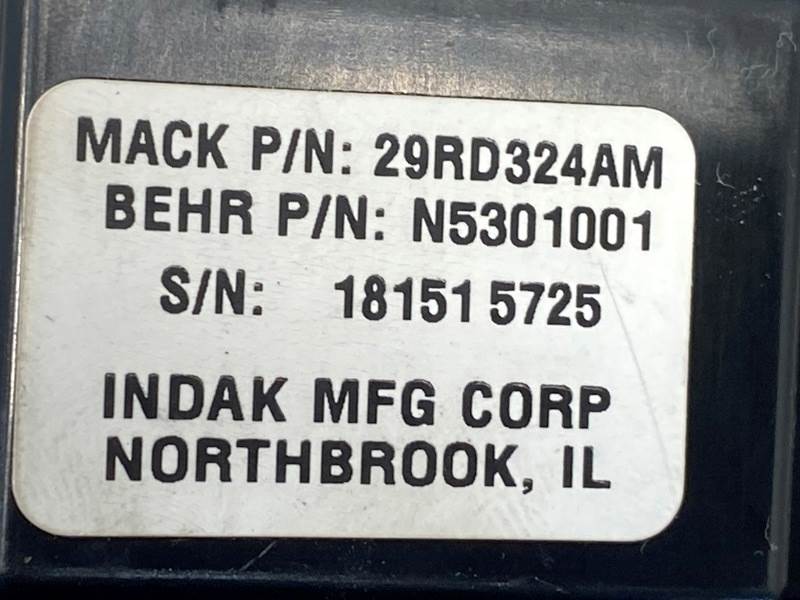 MACK P/N: 29RD324AM
BEHR P/N: N5301001
S/N: 18151 5725
INDAK MFG CORP
NORTHBROOK, IL